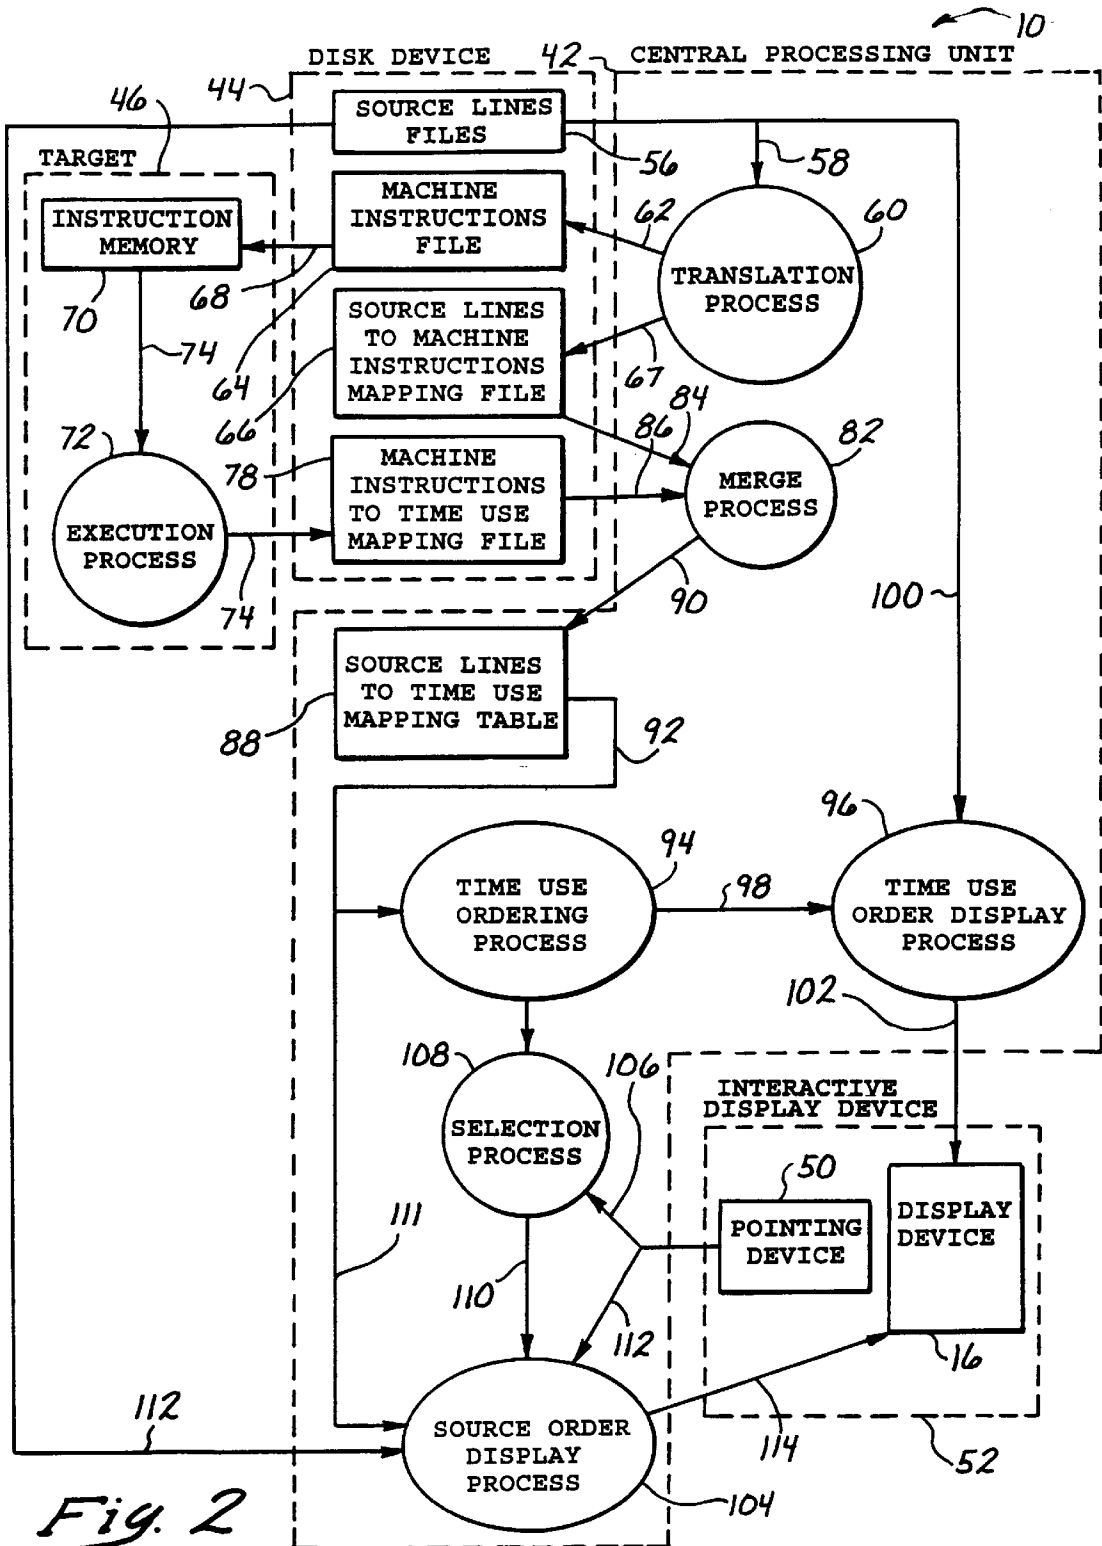 10
DISK DEVICE
42
CENTRAL PROCESSING UNIT
44
46
SOURCE LINES
FILES
56
58
TARGET
INSTRUCTION
MEMORY
70
68
MACHINE
INSTRUCTIONS
FILE
62
60
TRANSLATION
PROCESS
74
64
66
SOURCE LINES
TO MACHINE
INSTRUCTIONS
MAPPING FILE
67
84
86
82
72
78
MACHINE
INSTRUCTIONS
TO TIME USE
MAPPING FILE
MERGE
PROCESS
EXECUTION
PROCESS
74
90
100
SOURCE LINES
TO TIME USE
MAPPING TABLE
88
92
96
94
TIME USE
ORDERING
PROCESS
98
TIME USE
ORDER DISPLAY
PROCESS
102
108
106
SELECTION
PROCESS
INTERACTIVE
DISPLAY DEVICE
50
POINTING
DEVICE
DISPLAY
DEVICE
16
111
110
112
112
SOURCE ORDER
DISPLAY
PROCESS
114
52
104
Fig. 2